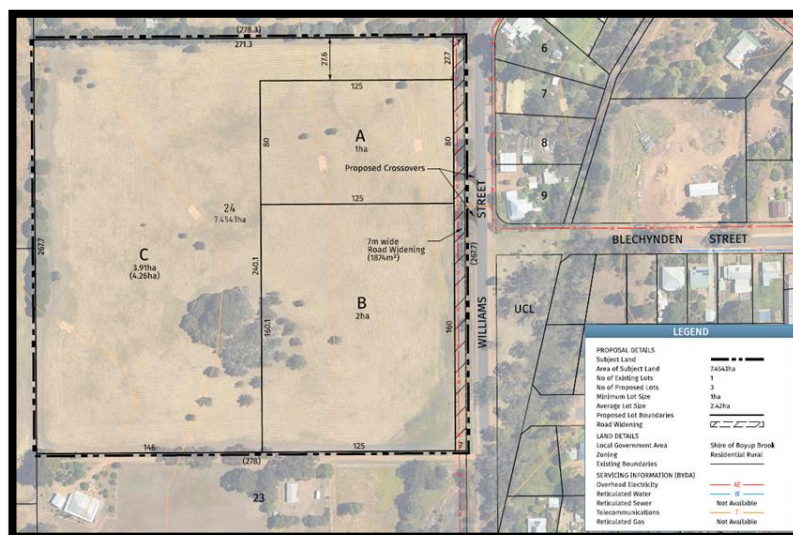 (278.3)
271.3
27.6
27.7
125
A
1ha
80
80
Proposed Crossovers
125
24
7.4543ha
7m wide
Road Widening
(1874m²)
C
3.91ha
(4.26ha)
267.7
240.1
160.1
B
2ha
160
(267.7)
STREET
WILLIAMS
146
125
7
(278)
23
6
7
8
9
BLECHYNDEN STREET
UCL
LEGEND
PROPOSAL DETAILS
Subject Land
Area of Subject Land 7.4543ha
No of Existing Lots 1
No of Proposed Lots 3
Minimum Lot Size 1ha
Average Lot Size 2.42ha
Proposed Lot Boundaries
Road Widening
LAND DETAILS
Local Government Area Shire of Boyup Brook
Zoning Residential Rural
Existing Boundaries
SERVICING INFORMATION (BYDA)
Overhead Electricity AE
Reticulated Water W
Reticulated Sewer Not Available
Telecommunications T
Reticulated Gas Not Available